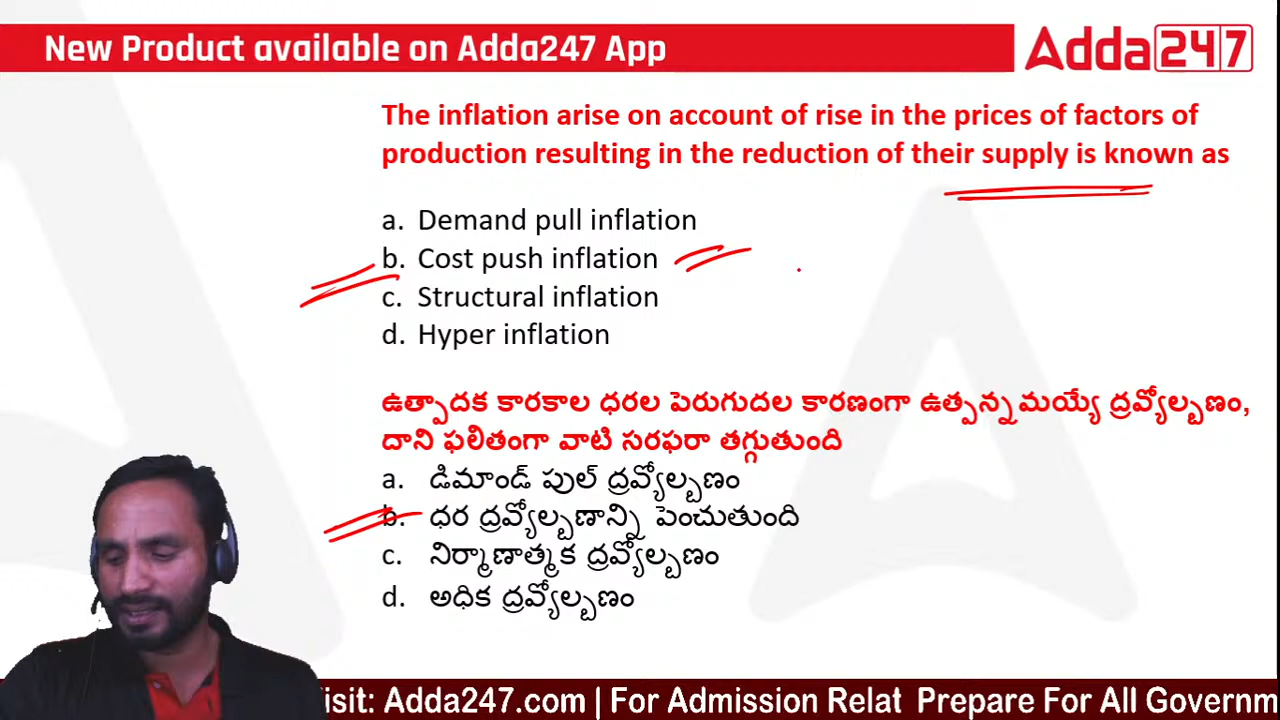 New Product available on Adda247 App
Adda247
The inflation arise on account of rise in the prices of factors of
production resulting in the reduction of their supply is known as
a. Demand pull inflation
b. Cost push inflation
c. Structural inflation
d. Hyper inflation
ఉత్పాదక కారకాల ధరల పెరుగుదల కారణంగా ఉత్పన్నమయ్యే ద్రవ్యోల్బణం,
దాని ఫలితంగా వాటి సరఫరా తగ్గుతుంది
a. డిమాండ్ పుల్ ద్రవ్యోల్బణం
b. ధర ద్రవ్యోల్బణాన్ని పెంచుతుంది
c. నిర్మాణాత్మక ద్రవ్యోల్బణం
d. అధిక ద్రవ్యోల్బణం
isit: Adda247.com | For Admission Relat Prepare For All Governm